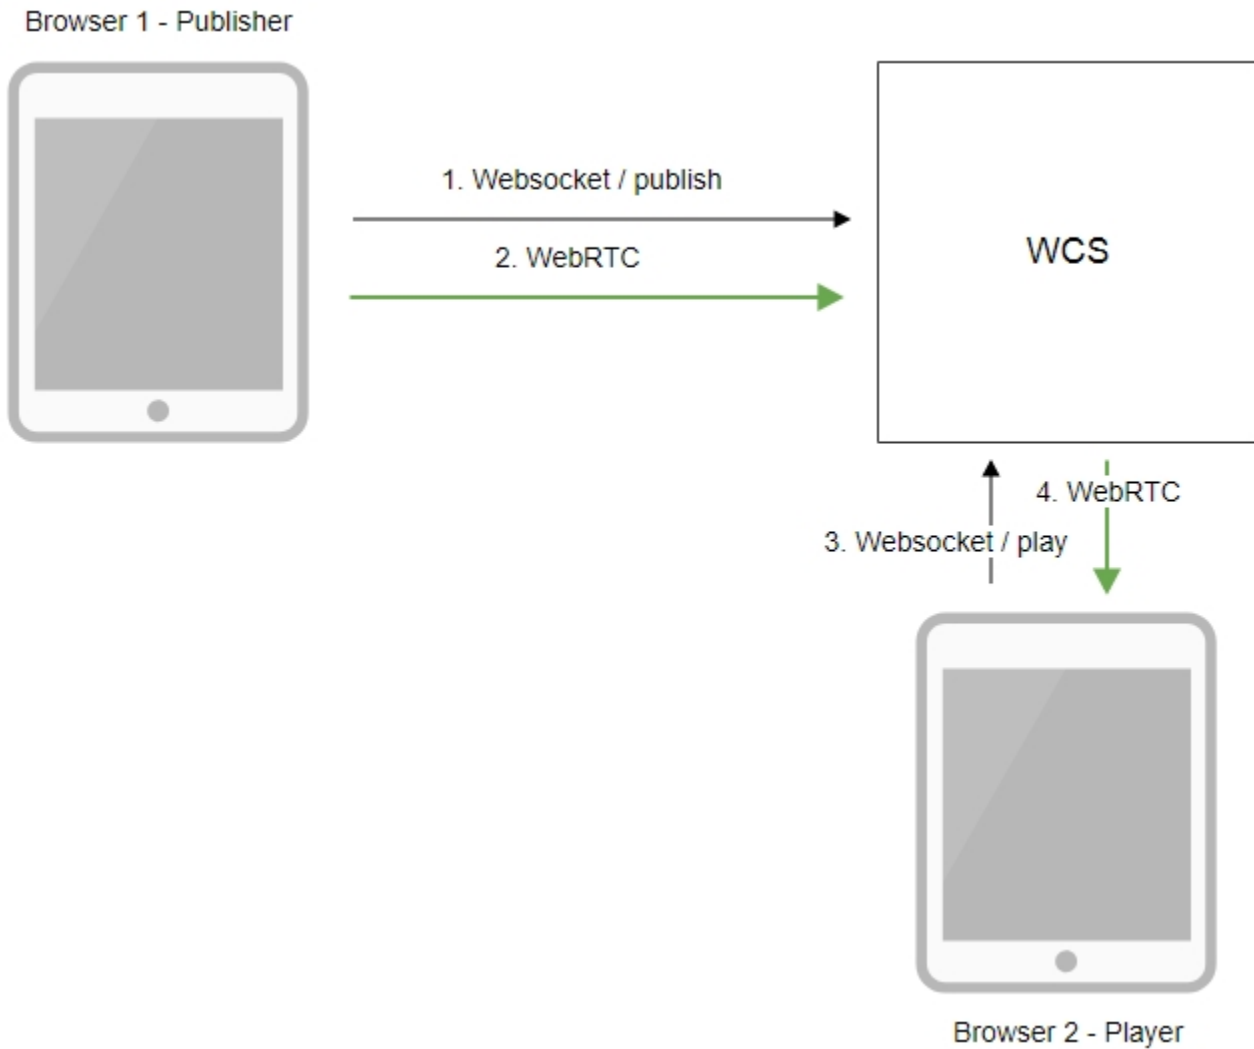 Browser 1 - Publisher
1. Websocket / publish
2. WebRTC
WCS
4. WebRTC
3. Websocket / play
Browser 2 - Player